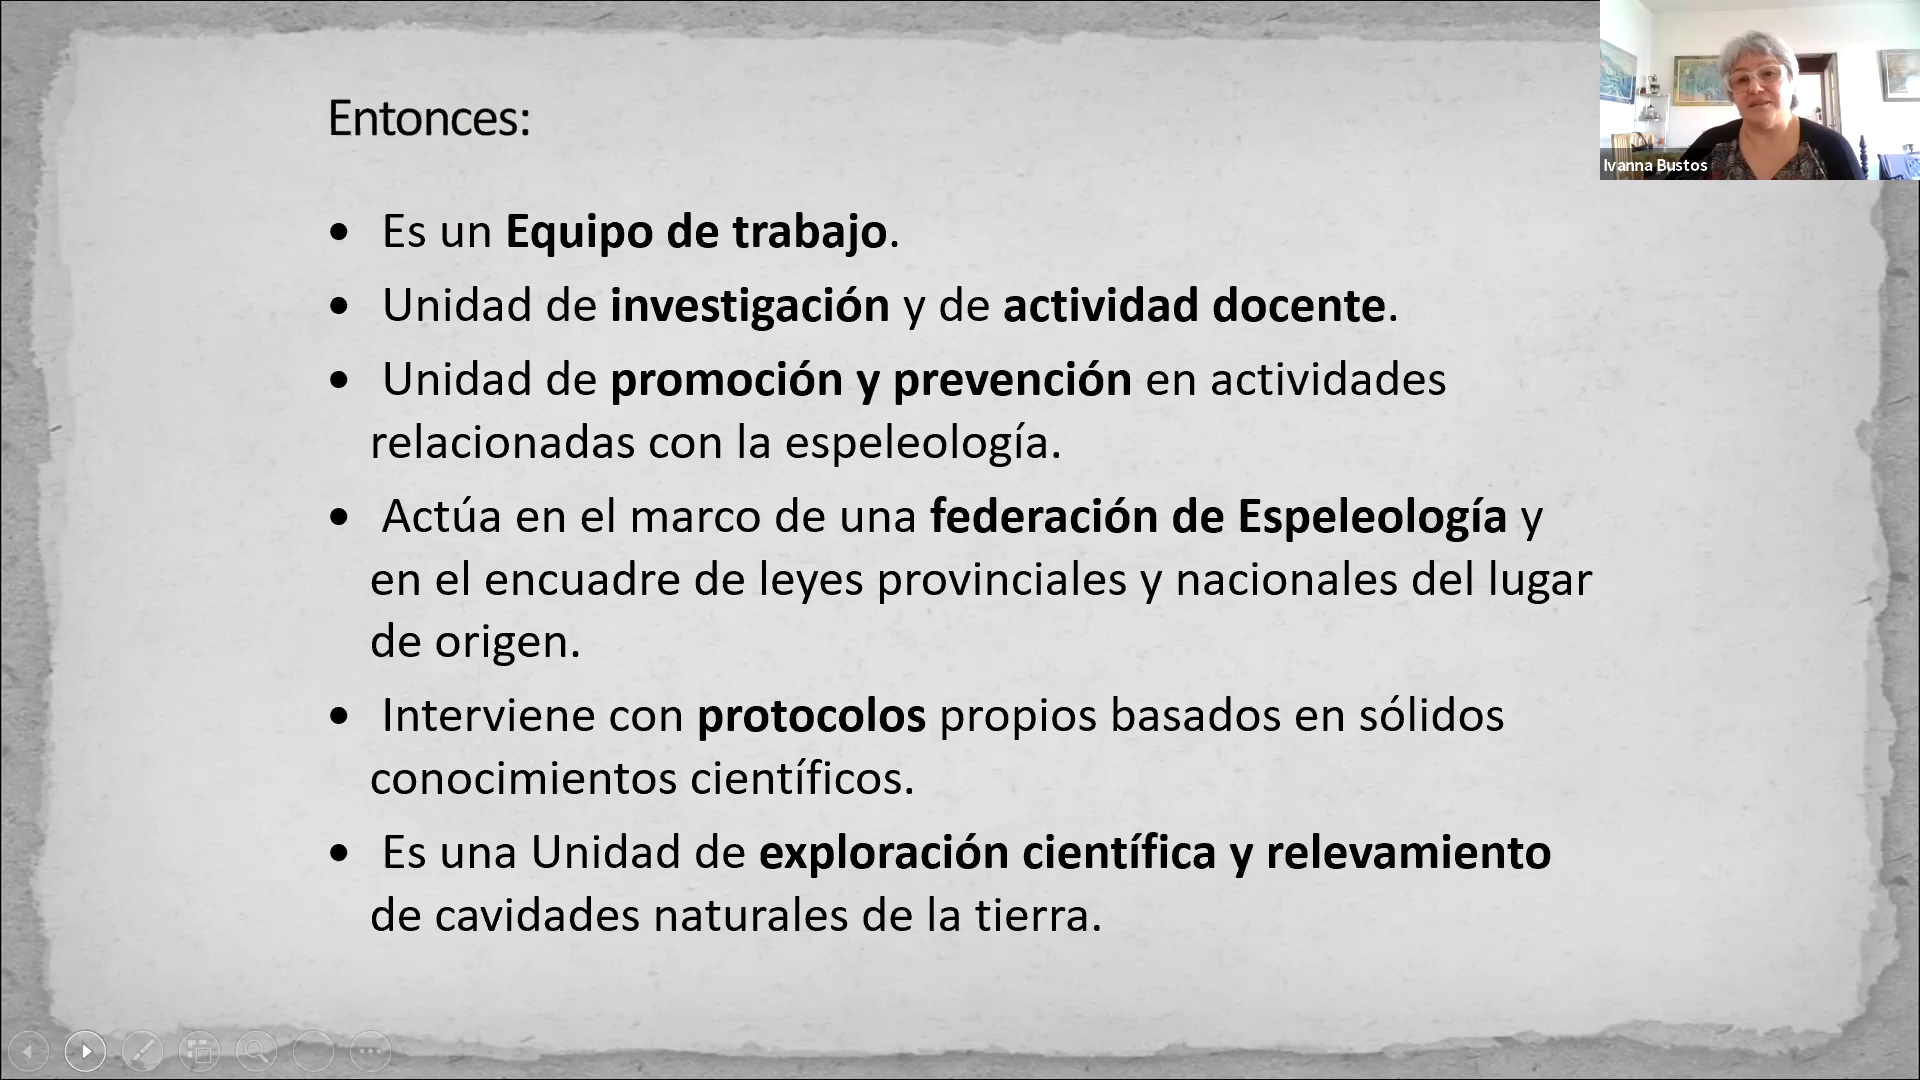 Entonces:
Ivanna Bustos
• Es un Equipo de trabajo.
• Unidad de investigación y de actividad docente.
• Unidad de promoción y prevención en actividades
relacionadas con la espeleología.
• Actúa en el marco de una federación de Espeleología y
en el encuadre de leyes provinciales y nacionales del lugar
de origen.
• Interviene con protocolos propios basados en sólidos
conocimientos científicos.
• Es una Unidad de exploración científica y relevamiento
de cavidades naturales de la tierra.